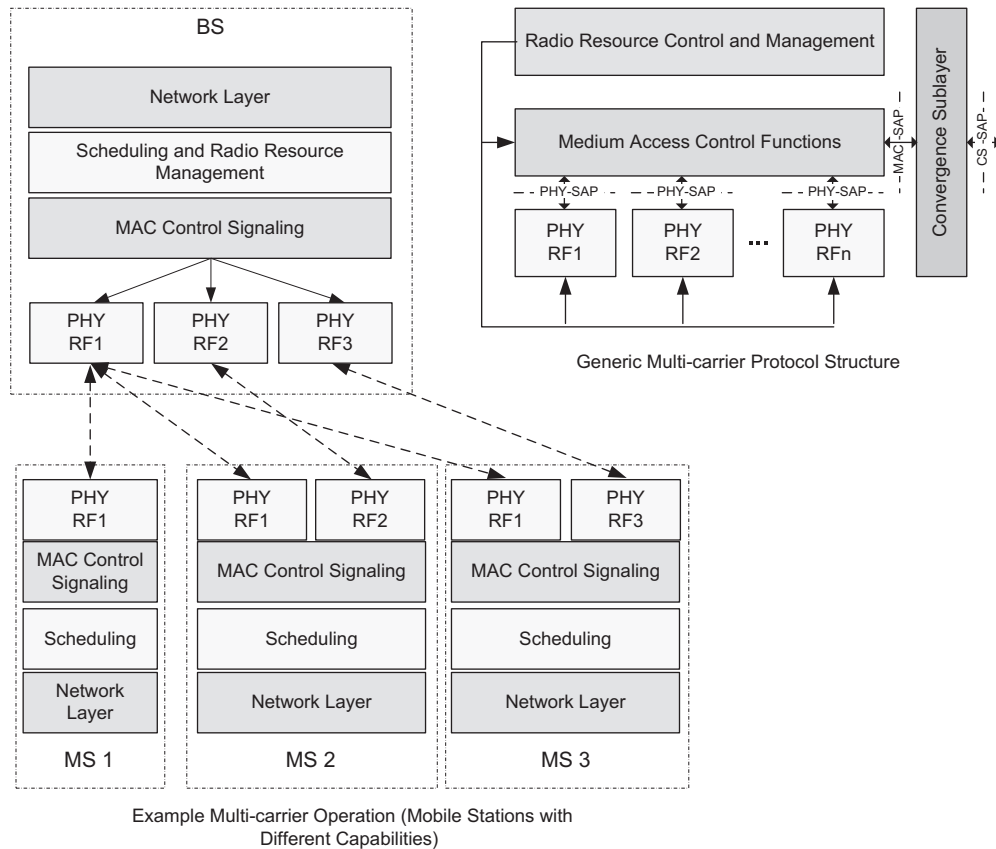 BS
Network Layer
Scheduling and Radio Resource
Management
MAC Control Signaling
PHY
RF1
PHY
RF2
PHY
RF3
Radio Resource Control and Management
Medium Access Control Functions
MAC -SAP
Convergence Sublayer
CS -SAP
PHY-SAP
PHY-SAP
PHY-SAP
PHY
RF1
PHY
RF2
...
PHY
RFn
Generic Multi-carrier Protocol Structure
PHY
RF1
MAC Control
Signaling
Scheduling
Network
Layer
MS 1
PHY
RF1
PHY
RF2
MAC Control Signaling
Scheduling
Network Layer
MS 2
PHY
RF1
PHY
RF3
MAC Control Signaling
Scheduling
Network Layer
MS 3
Example Multi-carrier Operation (Mobile Stations with
Different Capabilities)